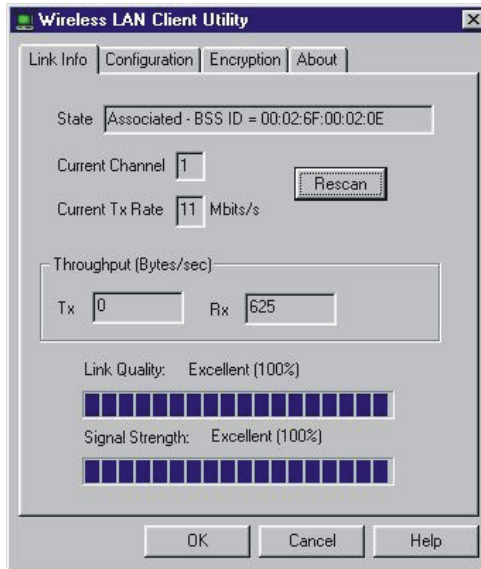 Wireless LAN Client Utility
Link Info Configuration Encryption About
State Associated - BSS ID = 00:02:6F:00:02:0E
Current Channel 1
Rescan
Current Tx Rate 11 Mbits/s
Throughput (Bytes/sec)
Tx 0 Rx 625
Link Quality: Excellent (100%)
Signal Strength: Excellent (100%)
OK Cancel Help